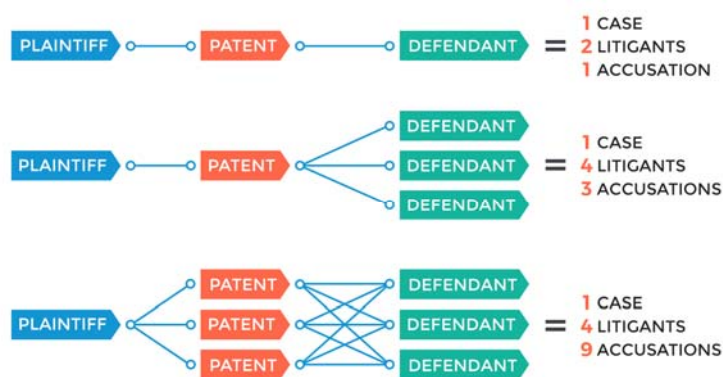 PLAINTIFF PATENT DEFENDANT = 1 CASE
2 LITIGANTS
1 ACCUSATION
DEFENDANT
PLAINTIFF PATENT DEFENDANT = 1 CASE
4 LITIGANTS
3 ACCUSATIONS
DEFENDANT
PATENT DEFENDANT
PLAINTIFF PATENT DEFENDANT = 1 CASE
4 LITIGANTS
9 ACCUSATIONS
PATENT DEFENDANT